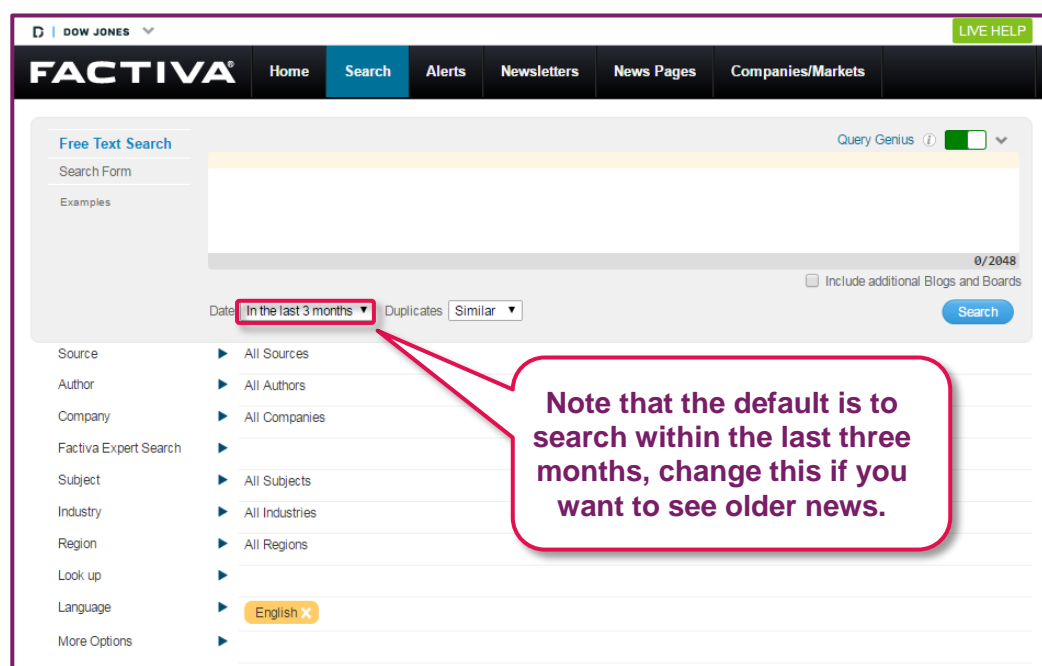 DOW JONES
LIVE HELP
FACTIVA®
Home Search Alerts Newsletters News Pages Companies/Markets
Free Text Search
Query Genius i
Search Form
Examples
0/2048
Include additional Blogs and Boards
Date In the last 3 months Duplicates Similar
Search
Source All Sources
Author All Authors
Company All Companies
Factiva Expert Search
Subject All Subjects
Industry All Industries
Region All Regions
Look up
Language English
More Options
Note that the default is to
search within the last three
months, change this if you
want to see older news.